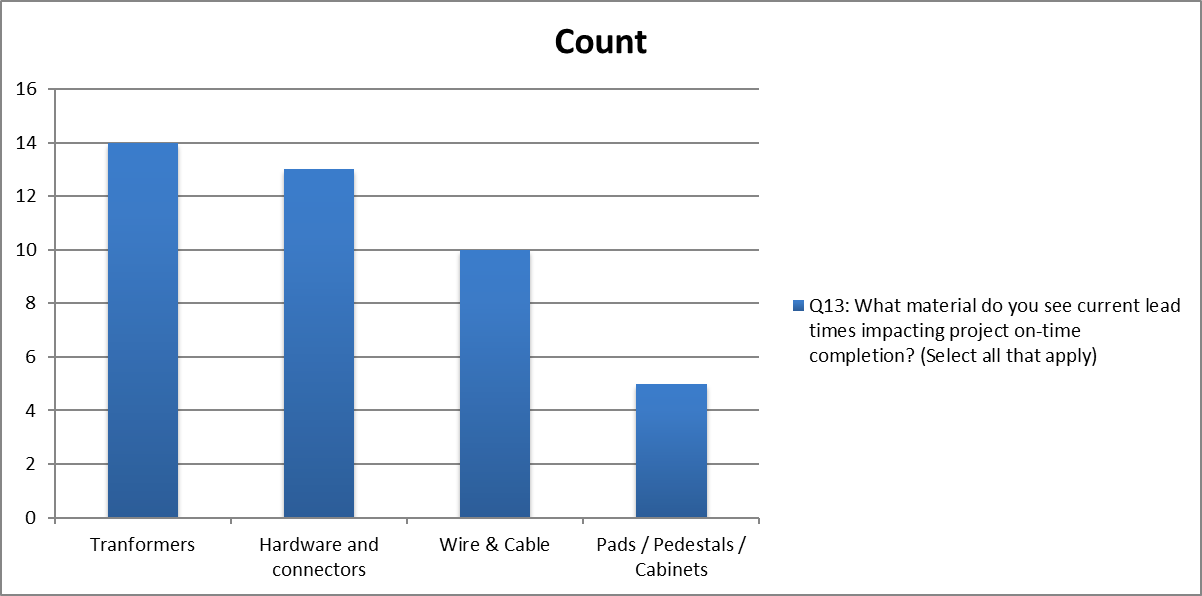 Count
16
14
12
10
8
6
4
2
0
Tranformers
Hardware and
connectors
Wire & Cable
Pads / Pedestals /
Cabinets
Q13: What material do you see current lead
times impacting project on-time
completion? (Select all that apply)